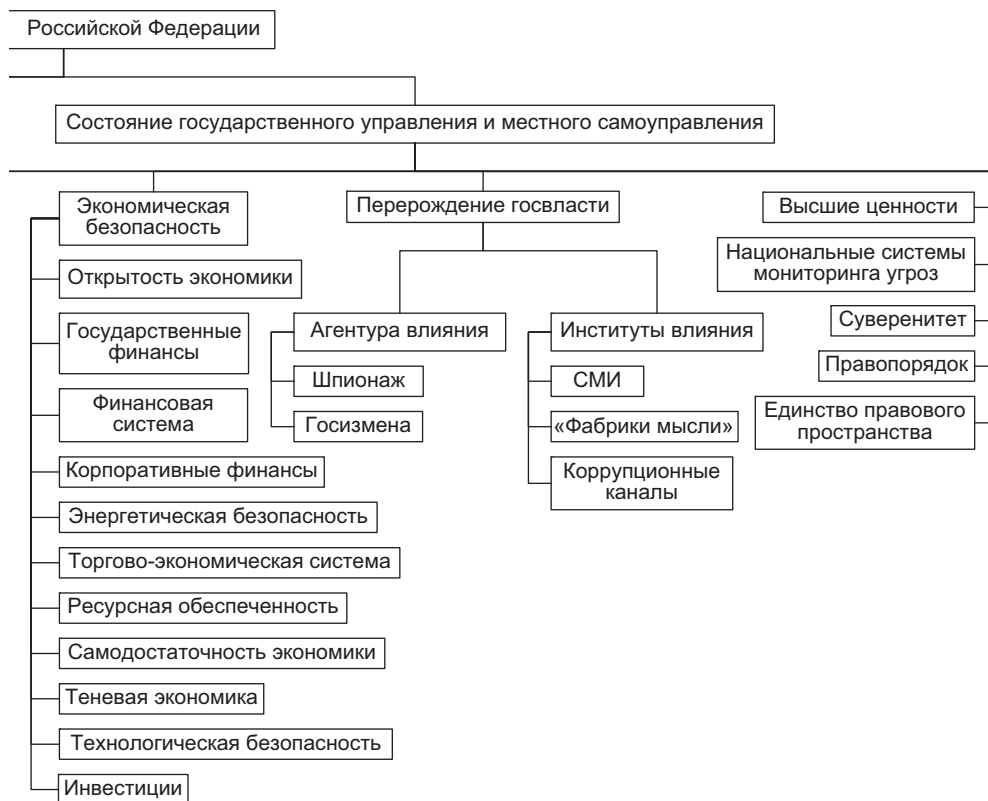 Российской Федерации
Состояние государственного управления и местного самоуправления
Экономическая
безопасность
Открытость экономики
Государственные
финансы
Финансовая
система
Корпоративные финансы
Энергетическая безопасность
Торгово-экономическая система
Ресурсная обеспеченность
Самодостаточность экономики
Теневая экономика
Технологическая безопасность
Инвестиции
Перерождение госвласти
Агентура влияния
Шпионаж
Госизмена
Институты влияния
СМИ
«Фабрики мысли»
Коррупционные
каналы
Высшие ценности
Национальные системы
мониторинга угроз
Суверенитет
Правопорядок
Единство правового
пространства